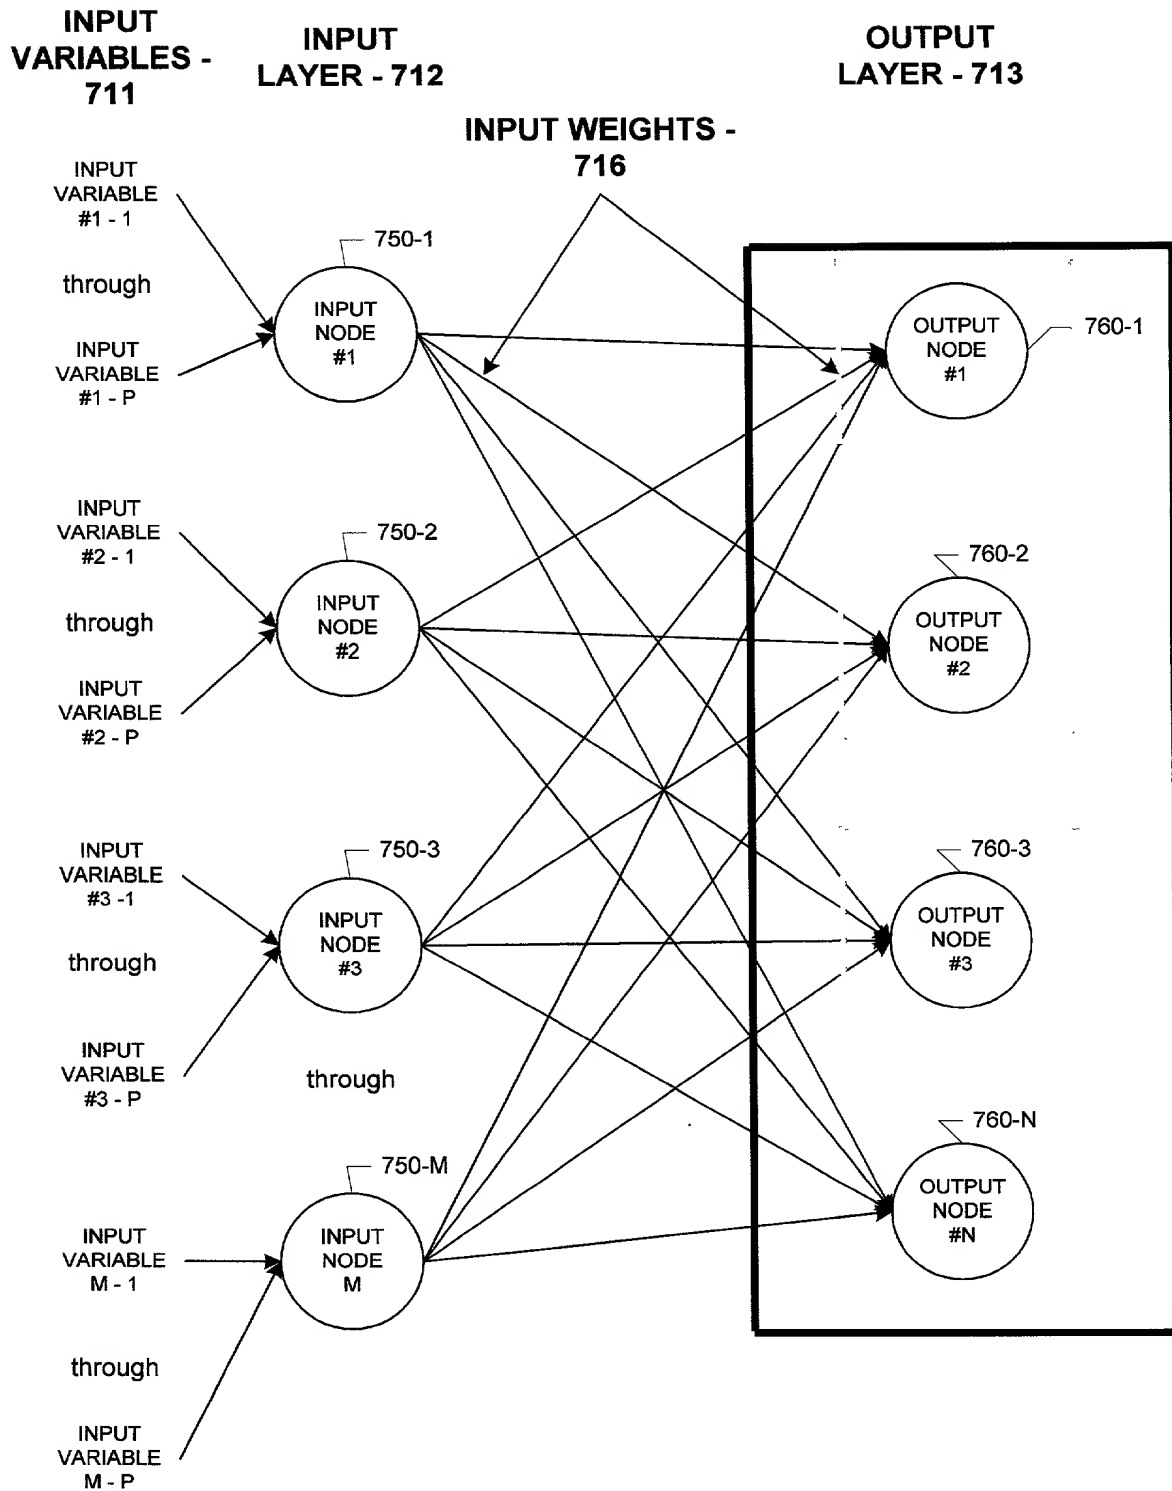 INPUT
VARIABLES -
711
INPUT
LAYER - 712
OUTPUT
LAYER - 713
INPUT WEIGHTS -
716
INPUT
VARIABLE
#1 - 1
through
INPUT
VARIABLE
#1 - P
750-1
INPUT
NODE
#1
OUTPUT
NODE
#1
760-1
INPUT
VARIABLE
#2 - 1
through
INPUT
VARIABLE
#2 - P
750-2
INPUT
NODE
#2
760-2
OUTPUT
NODE
#2
INPUT
VARIABLE
#3 -1
through
INPUT
VARIABLE
#3 - P
750-3
INPUT
NODE
#3
through
760-3
OUTPUT
NODE
#3
750-M
INPUT
NODE
M
760-N
OUTPUT
NODE
#N
INPUT
VARIABLE
M - 1
through
INPUT
VARIABLE
M - P